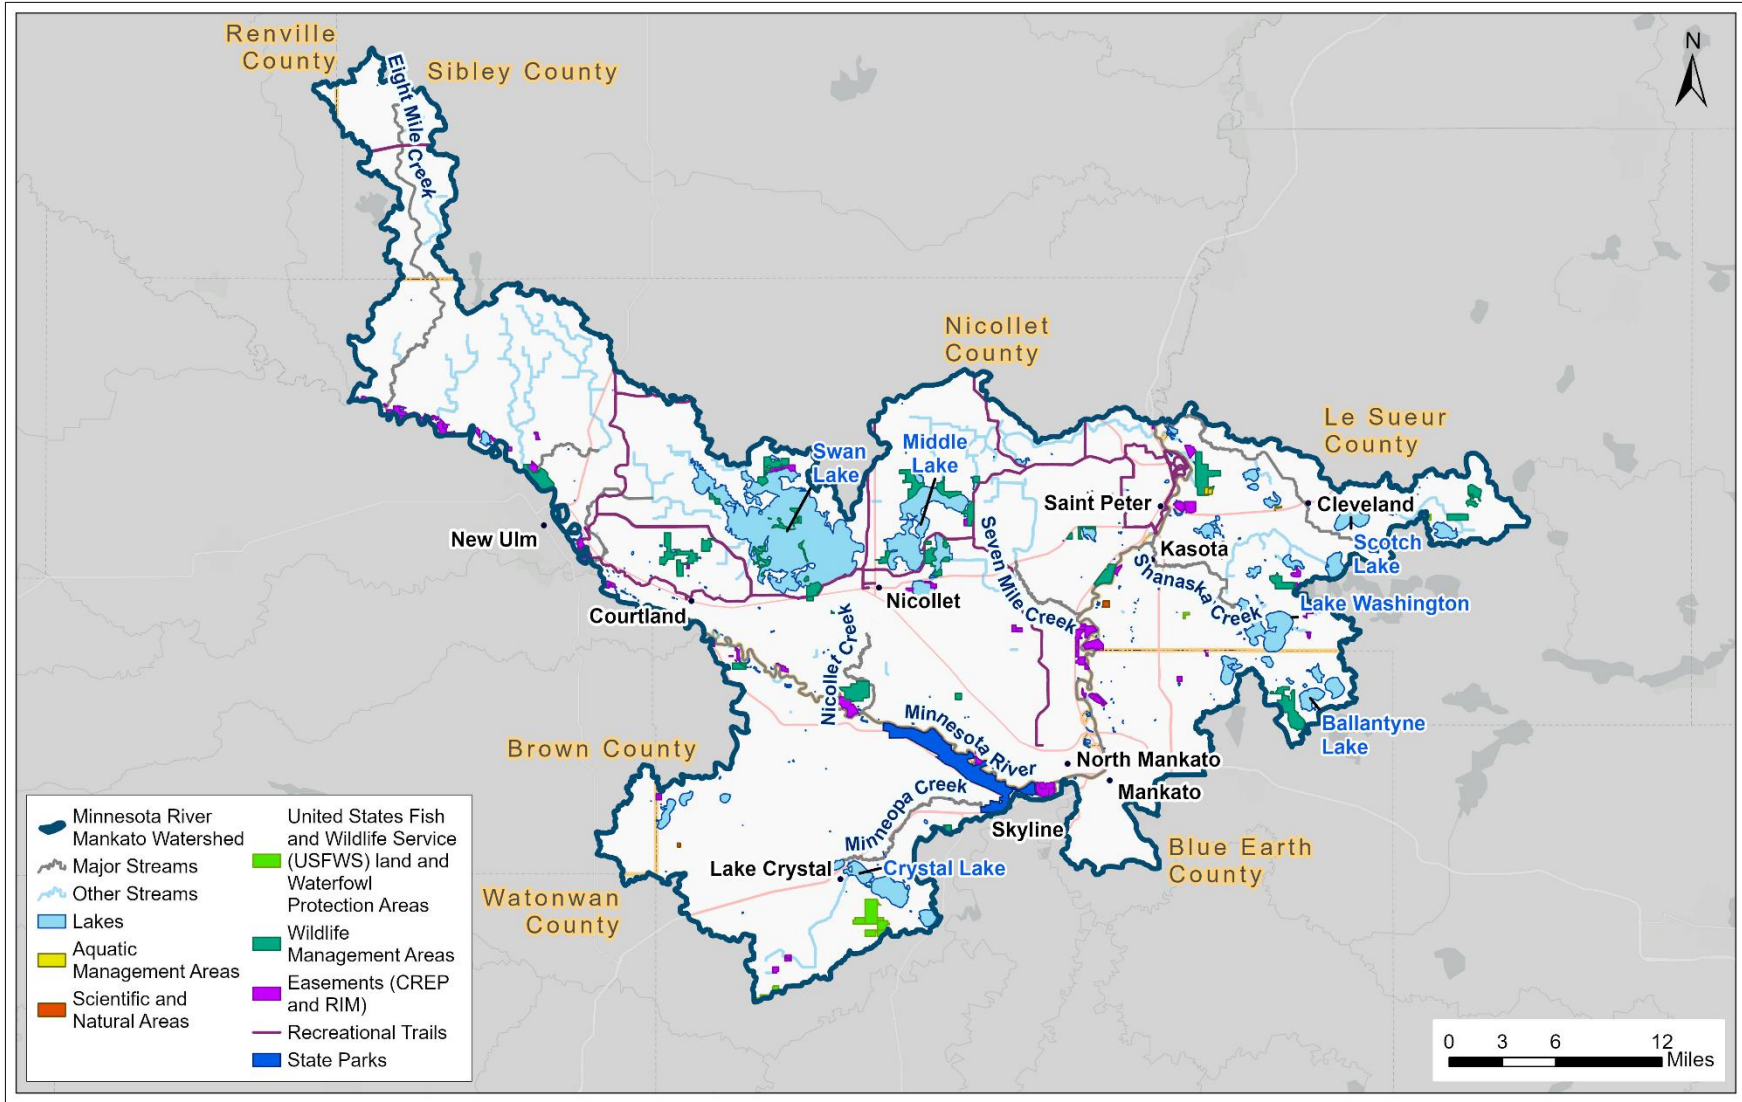 Renville
County
Sibley County
Eight Mile Creek
N
Nicollet
County
Le Sueur
County
Swan
Lake
Middle
Lake
Saint Peter
Cleveland
New Ulm
Scotch
Lake
Kasota
Shanaska Creek
Seven Mile Creek
Lake Washington
Courtland
Nicollet
Nicollet
Creek
Ballantyne
Lake
Minnesota River
Brown County
North Mankato
Mankato
Minneopa Creek
Skyline
Blue Earth
County
Lake Crystal
Crystal Lake
Watonwan
County
Minnesota River
Mankato Watershed
Major Streams
Other Streams
Lakes
Aquatic
Management Areas
Scientific and
Natural Areas
United States Fish
and Wildlife Service
(USFWS) land and
Waterfowl
Protection Areas
Wildlife
Management Areas
Easements (CREP
and RIM)
Recreational Trails
State Parks
0 3 6 12
Miles